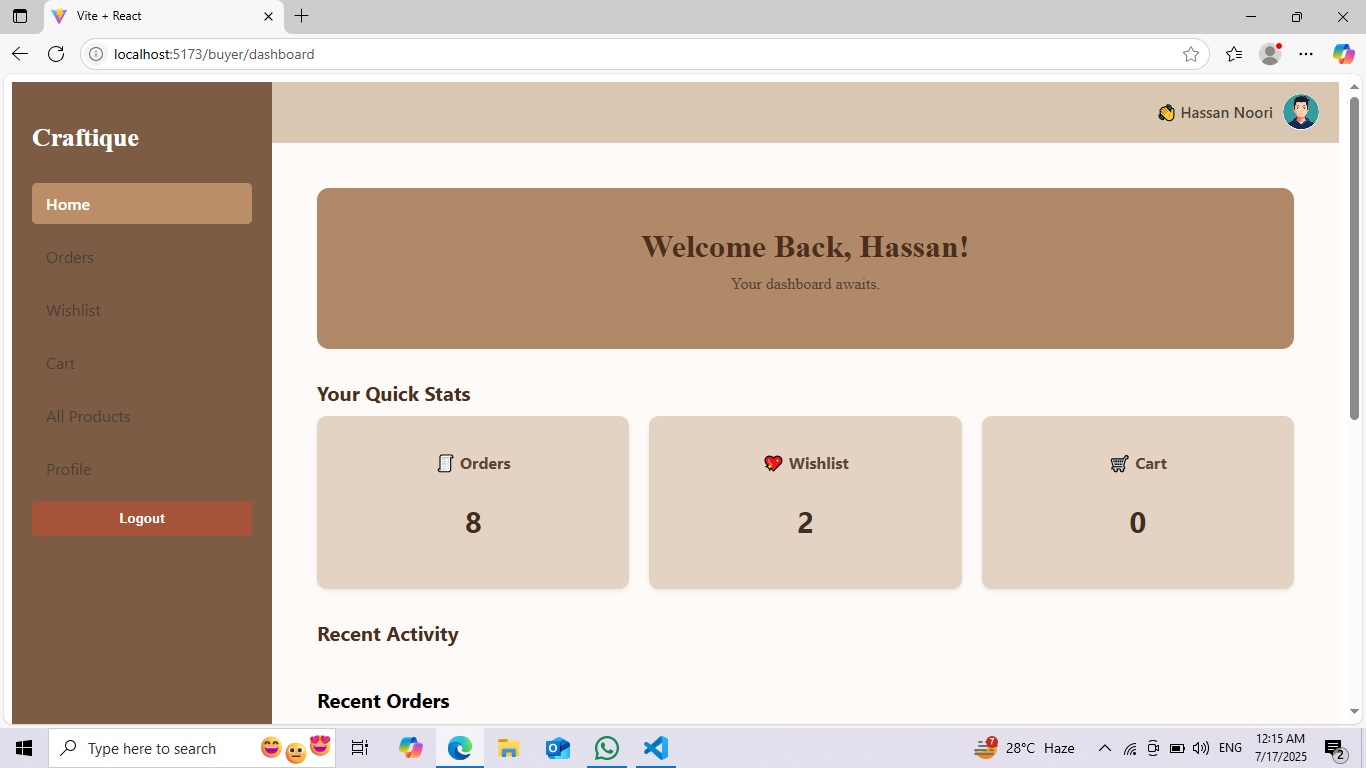 Vite + React
localhost:5173/buyer/dashboard
Craftique
Home
Orders
Wishlist
Cart
All Products
Profile
Logout
👏 Hassan Noori
Welcome Back, Hassan!
Your dashboard awaits.
Your Quick Stats
🧾 Orders
8
💖 Wishlist
2
🛒 Cart
0
Recent Activity
Recent Orders
Type here to search
7
28°C Haze
ENG
12:15 AM
7/17/2025
2